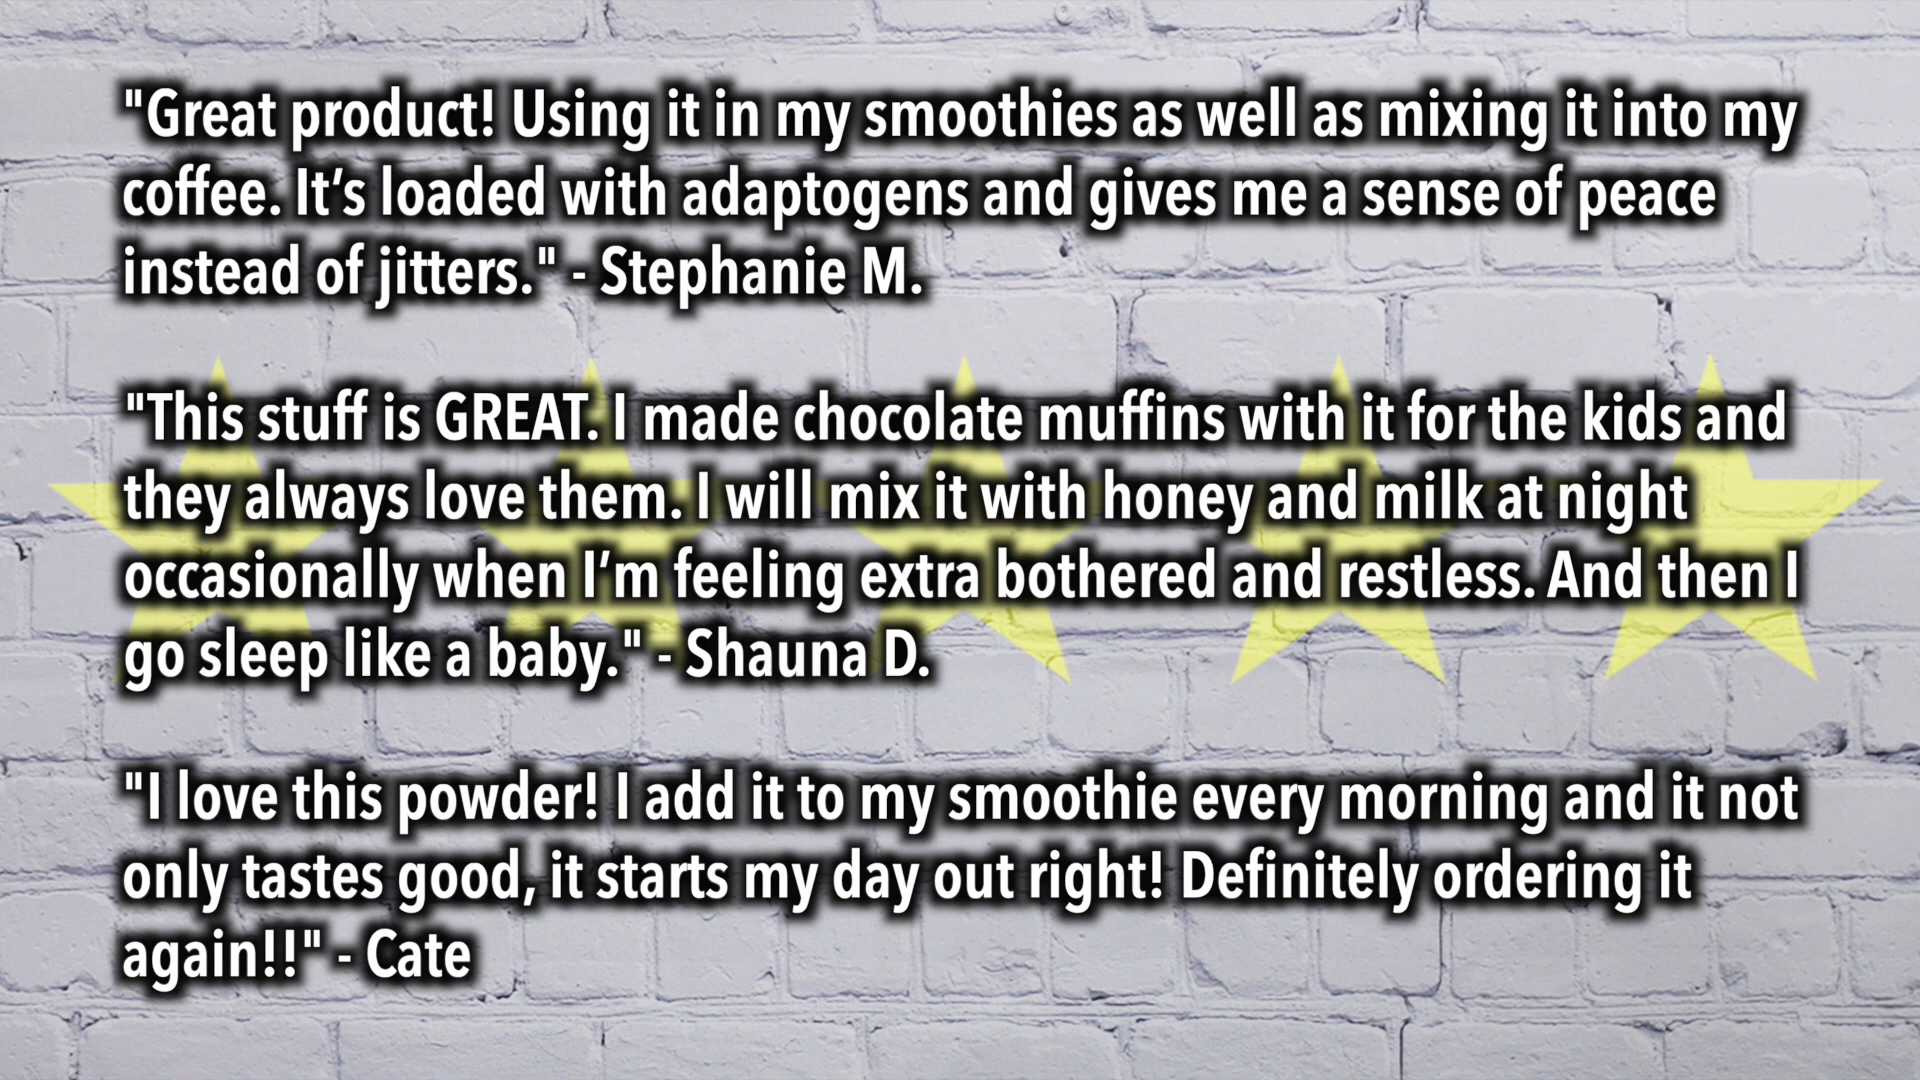 "Great product! Using it in my smoothies as well as mixing it into my
coffee. It’s loaded with adaptogens and gives me a sense of peace
instead of jitters." - Stephanie M.
"This stuff is GREAT. I made chocolate muffins with it for the kids and
they always love them. I will mix it with honey and milk at night
occasionally when I’m feeling extra bothered and restless. And then I
go sleep like a baby." - Shauna D.
"I love this powder! I add it to my smoothie every morning and it not
only tastes good, it starts my day out right! Definitely ordering it
again!!" - Cate